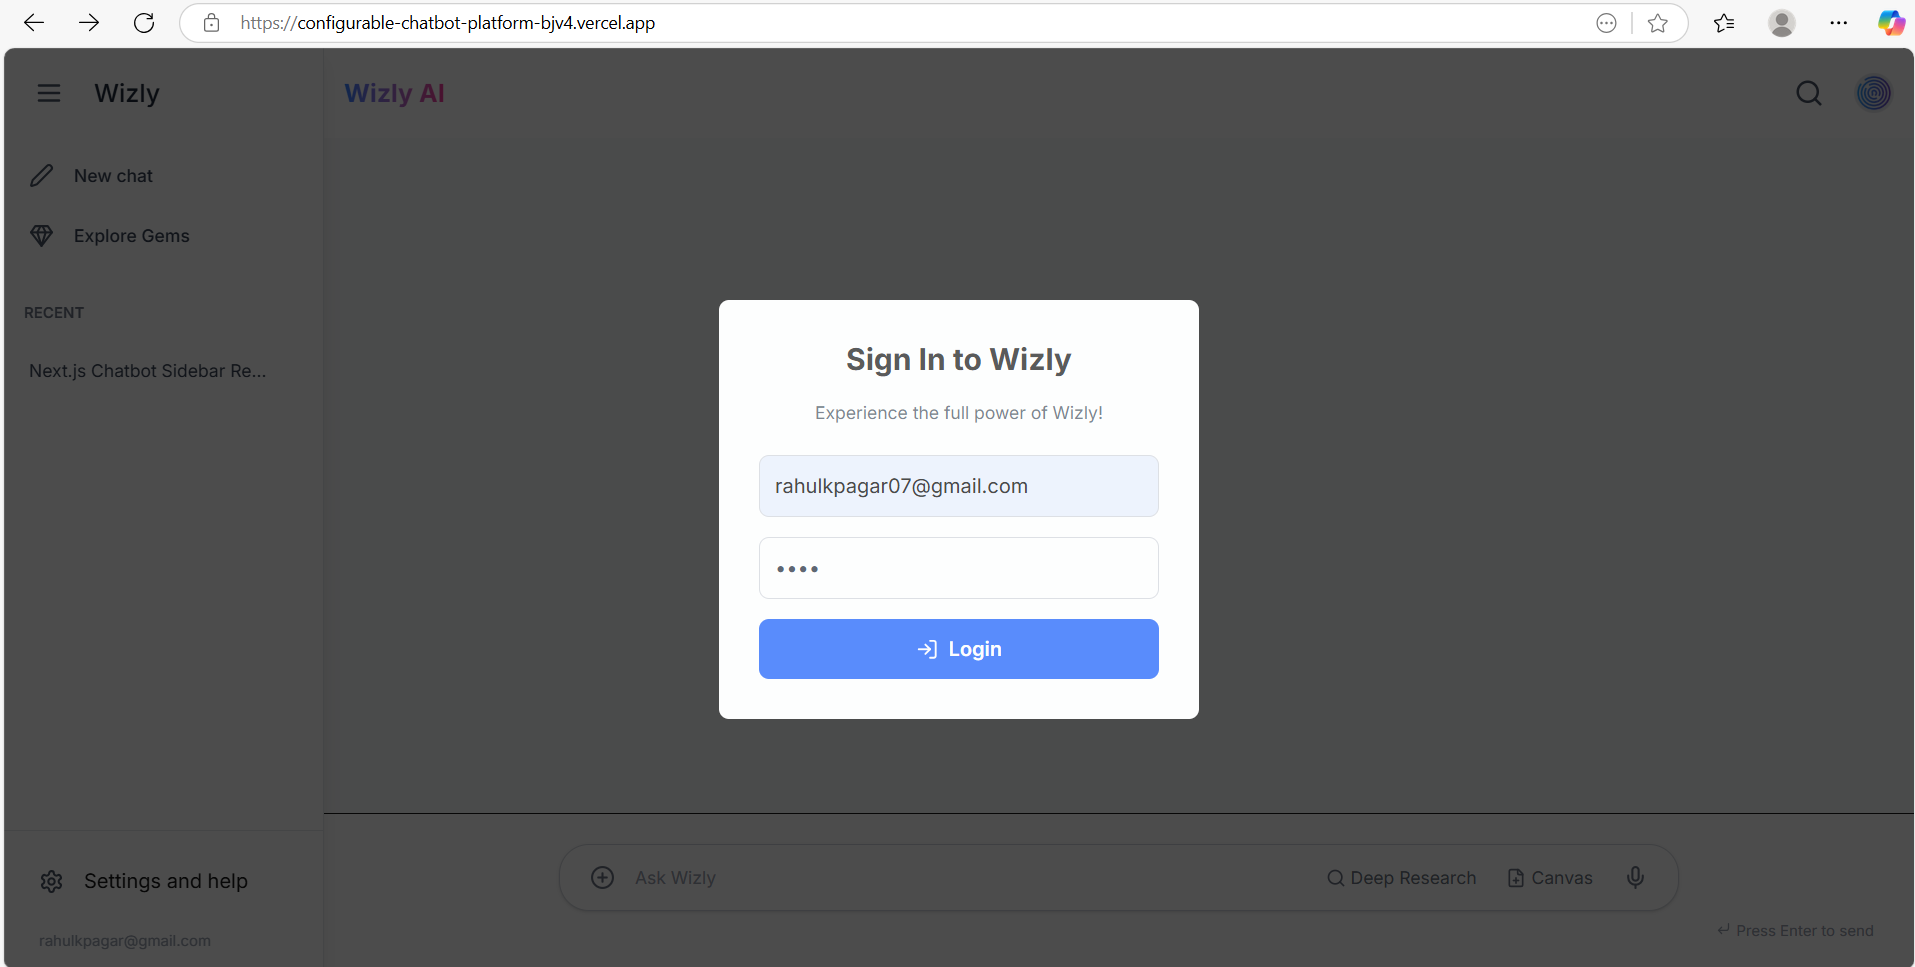 https://configurable-chatbot-platform-bjv4.vercel.app
Wizly
Wizly AI
New chat
Explore Gems
RECENT
Next.js Chatbot Sidebar Re...
Sign In to Wizly
Experience the full power of Wizly!
rahulkpagar07@gmail.com
••••
Login
Settings and help
rahulkpagar@gmail.com
Ask Wizly
Deep Research
Canvas
Press Enter to send